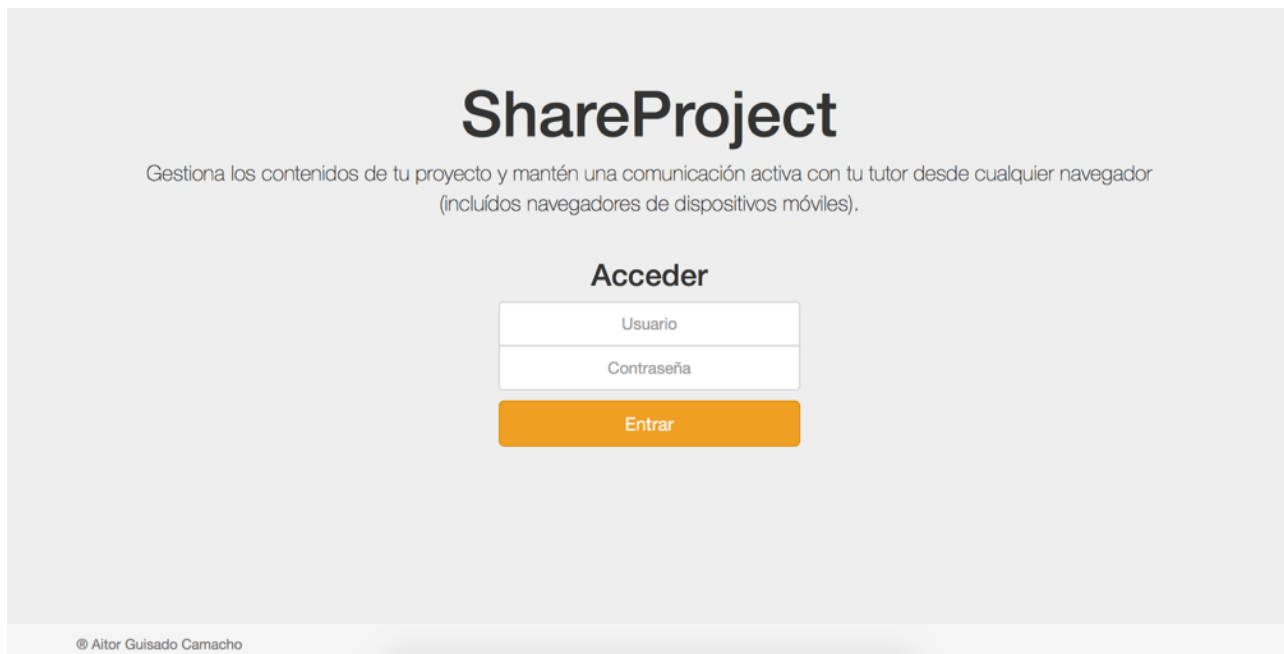 ShareProject
Gestiona los contenidos de tu proyecto y mantén una comunicación activa con tu tutor desde cualquier navegador
(incluídos navegadores de dispositivos móviles).
Acceder
Usuario
Contraseña
Entrar
® Aitor Guisado Camacho